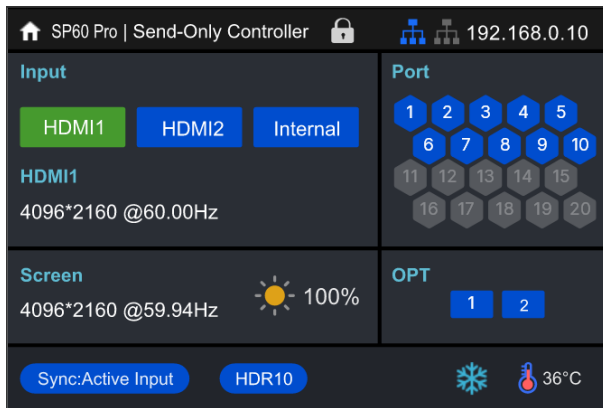 SP60 Pro | Send-Only Controller 192.168.0.10
Input
HDMI1 HDMI2 Internal
HDMI1
4096*2160 @60.00Hz
Port
1 2 3 4 5
6 7 8 9 10
11 12 13 14 15
16 17 18 19 20
Screen
4096*2160 @59.94Hz
100%
OPT
1 2
Sync:Active Input HDR10 36°C